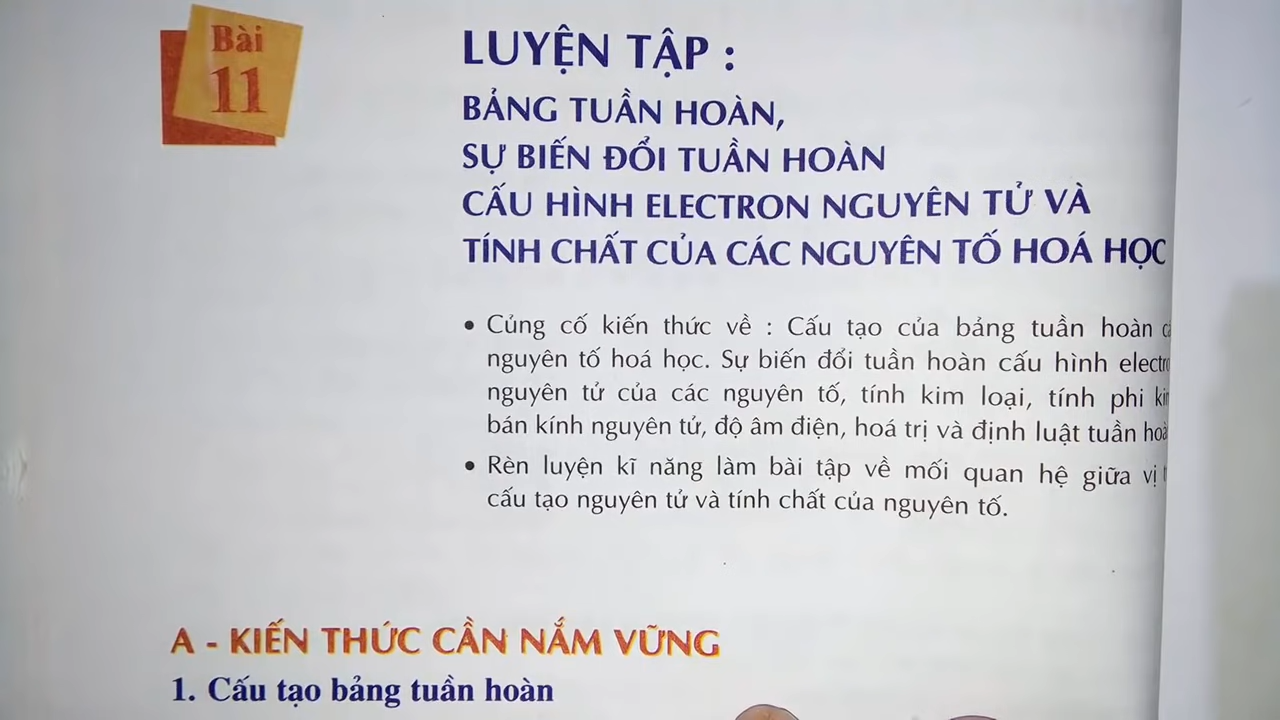 Bài
11
LUYỆN TẬP :
BẢNG TUẦN HOÀN,
SỰ BIẾN ĐỔI TUẦN HOÀN
CẤU HÌNH ELECTRON NGUYÊN TỬ VÀ
TÍNH CHẤT CỦA CÁC NGUYÊN TỐ HOÁ HỌC
• Củng cố kiến thức về : Cấu tạo của bảng tuần hoàn
nguyên tố hoá học. Sự biến đổi tuần hoàn cấu hình
nguyên tử của các nguyên tố, tính kim loại, tính phi
bán kính nguyên tử, độ âm điện, hoá trị và định luật tuần
• Rèn luyện kĩ năng làm bài tập về mối quan hệ giữa vị
cấu tạo nguyên tử và tính chất của nguyên tố.
A - KIẾN THỨC CẦN NẮM VỮNG
1. Cấu tạo bảng tuần hoàn